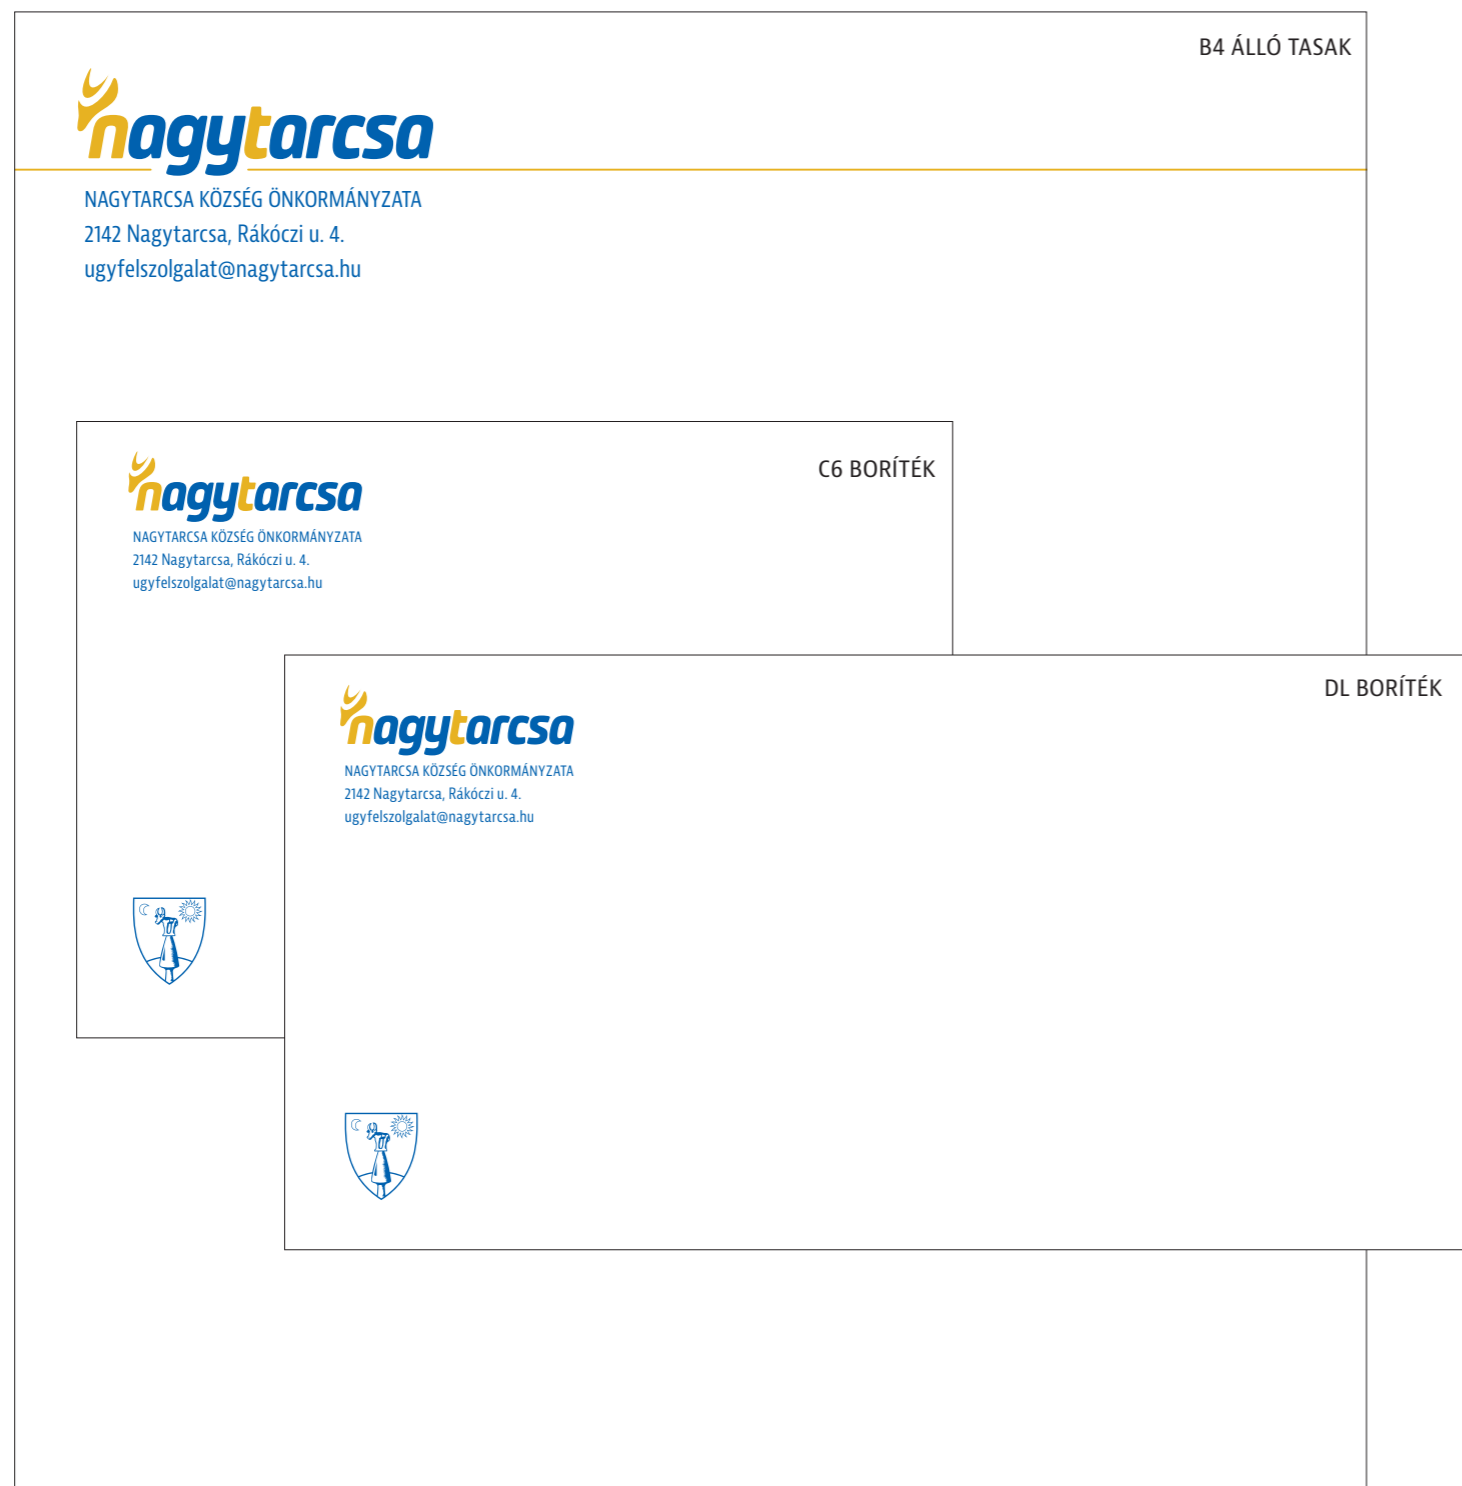 B4 ÁLLÓ TASAK
nagytarcsa
NAGYTARCSA KÖZSÉG ÖNKORMÁNYZATA
2142 Nagytarcsa, Rákóczi u. 4.
ugyfelszolgalat@nagytarcsa.hu
C6 BORÍTÉK
nagytarcsa
NAGYTARCSA KÖZSÉG ÖNKORMÁNYZATA
2142 Nagytarcsa, Rákóczi u. 4.
ugyfelszolgalat@nagytarcsa.hu
DL BORÍTÉK
nagytarcsa
NAGYTARCSA KÖZSÉG ÖNKORMÁNYZATA
2142 Nagytarcsa, Rákóczi u. 4.
ugyfelszolgalat@nagytarcsa.hu